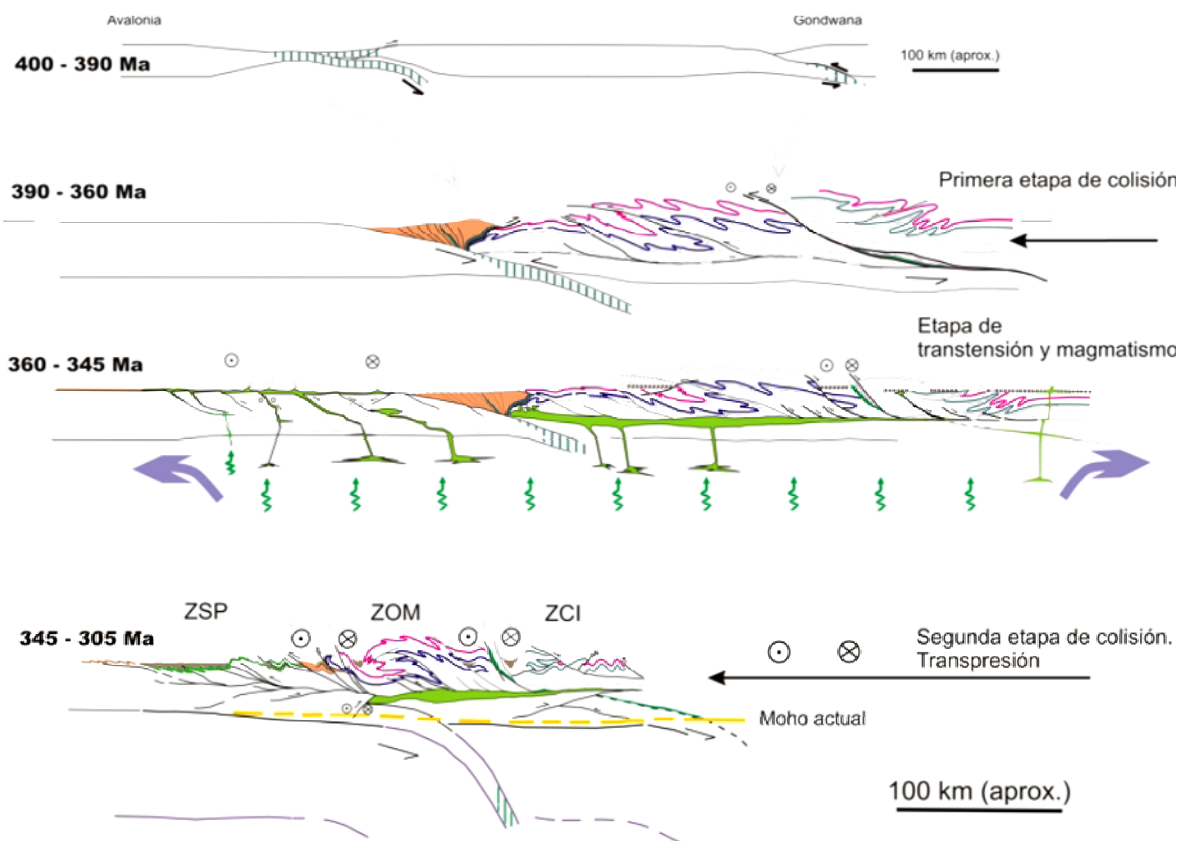 Avalonia
Gondwana
400 - 390 Ma
100 km (aprox.)
390 - 360 Ma
Primera etapa de colisión
360 - 345 Ma
Etapa de
transtensión y magmatismo
ZSP
ZOM
ZCI
345 - 305 Ma
Segunda etapa de colisión.
Transpresión
Moho actual
100 km (aprox.)